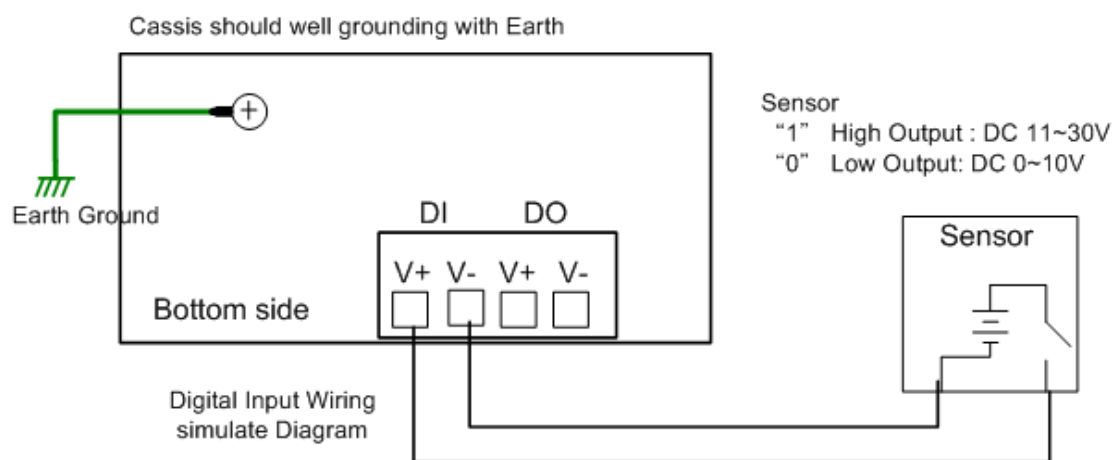 Cassis should well grounding with Earth
Sensor
“1” High Output : DC 11~30V
“0” Low Output: DC 0~10V
Earth Ground
DI DO
Sensor
V+ V- V+ V-
Bottom side
Digital Input Wiring
simulate Diagram